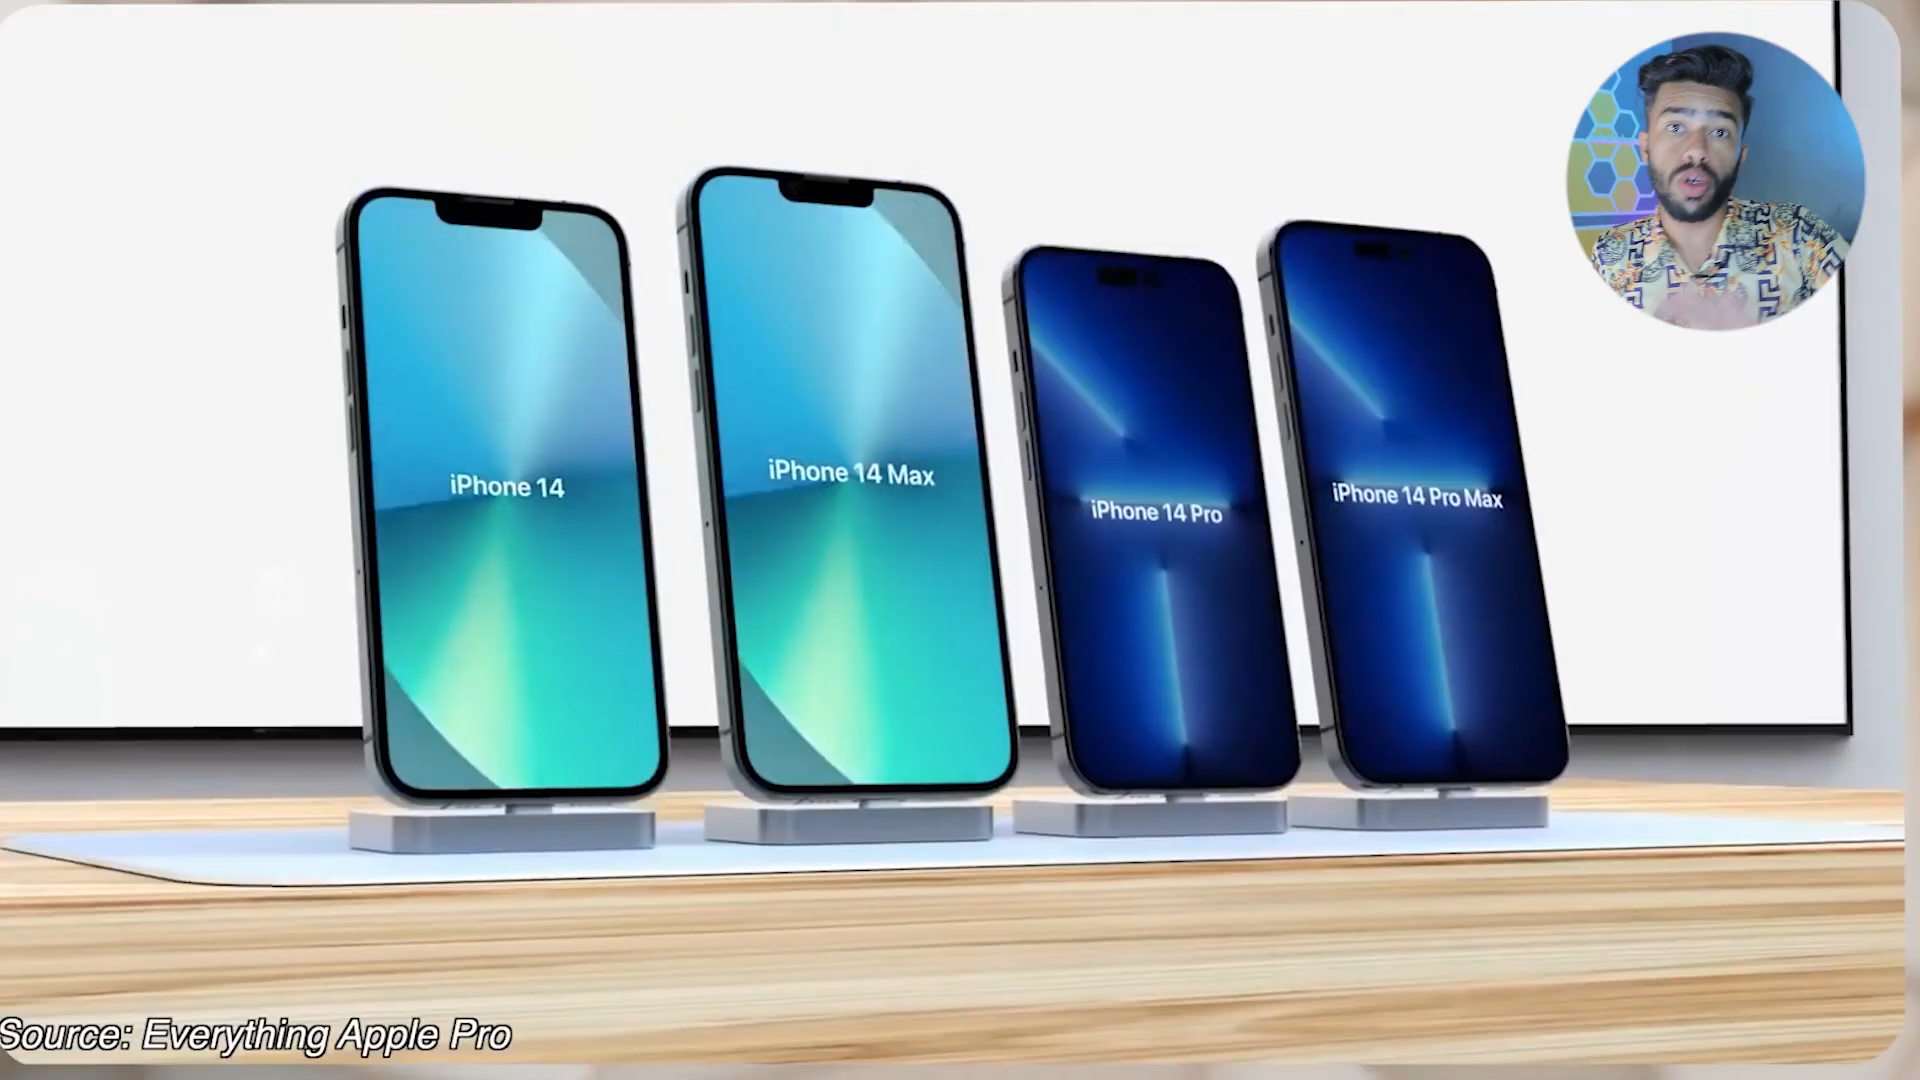 iPhone 14
iPhone 14 Max
iPhone 14 Pro
iPhone 14 Pro Max
Source: Everything Apple Pro